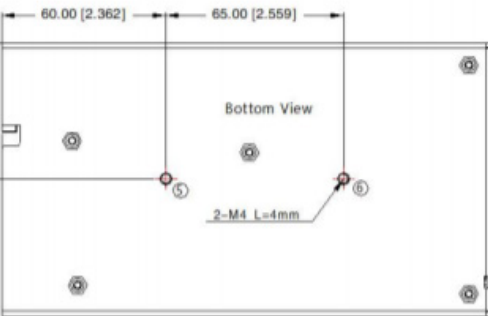 60.00 [2.362]
65.00 [2.559]
Bottom View
⑤
⑥
2-M4 L=4mm